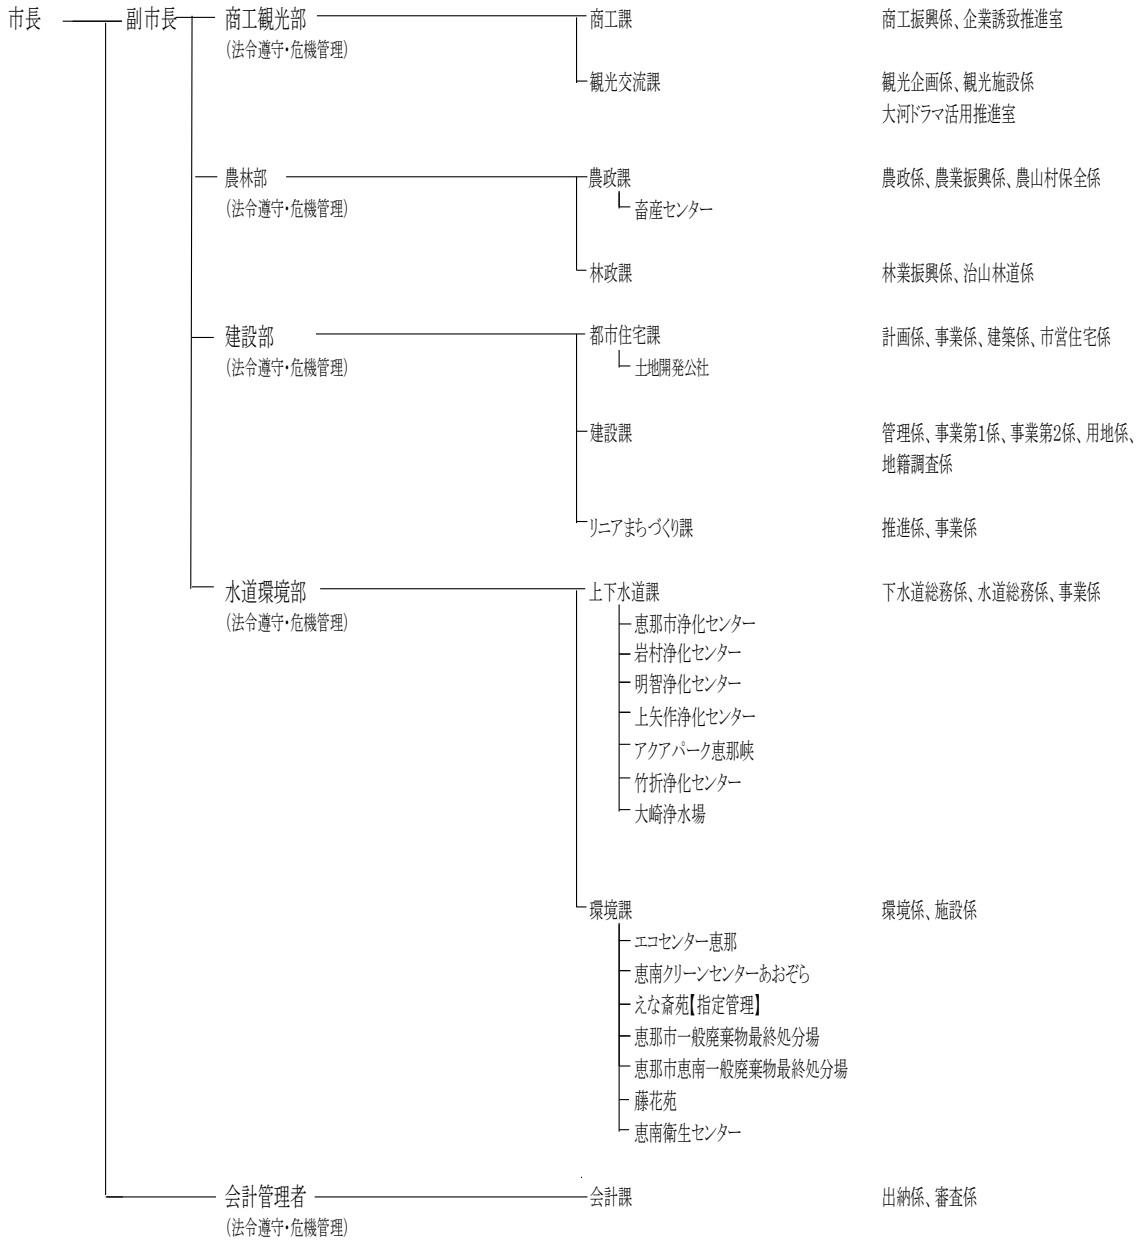 市長 副市長 商工観光部 商工課 商工振興係、企業誘致推進室
(法令遵守・危機管理)
観光交流課 観光企画係、観光施設係
大河ドラマ活用推進室
農林部 農政課 農政係、農業振興係、農山村保全係
(法令遵守・危機管理) 畜産センター
林政課 林業振興係、治山林道係
建設部 都市住宅課 計画係、事業係、建築係、市営住宅係
(法令遵守・危機管理) 土地開発公社
建設課 管理係、事業第1係、事業第2係、用地係、
地籍調査係
リニアまちづくり課 推進係、事業係
水道環境部 上下水道課 下水道総務係、水道総務係、事業係
(法令遵守・危機管理) 恵那市浄化センター
岩村浄化センター
明智浄化センター
上矢作浄化センター
アクアパーク恵那峡
竹折浄化センター
大崎浄水場
環境課 環境係、施設係
エコセンター恵那
恵南クリーンセンターあおぞら
えな斎苑【指定管理】
恵那市一般廃棄物最終処分場
恵那市恵南一般廃棄物最終処分場
藤花苑
恵南衛生センター
会計管理者 会計課 出納係、審査係
(法令遵守・危機管理)